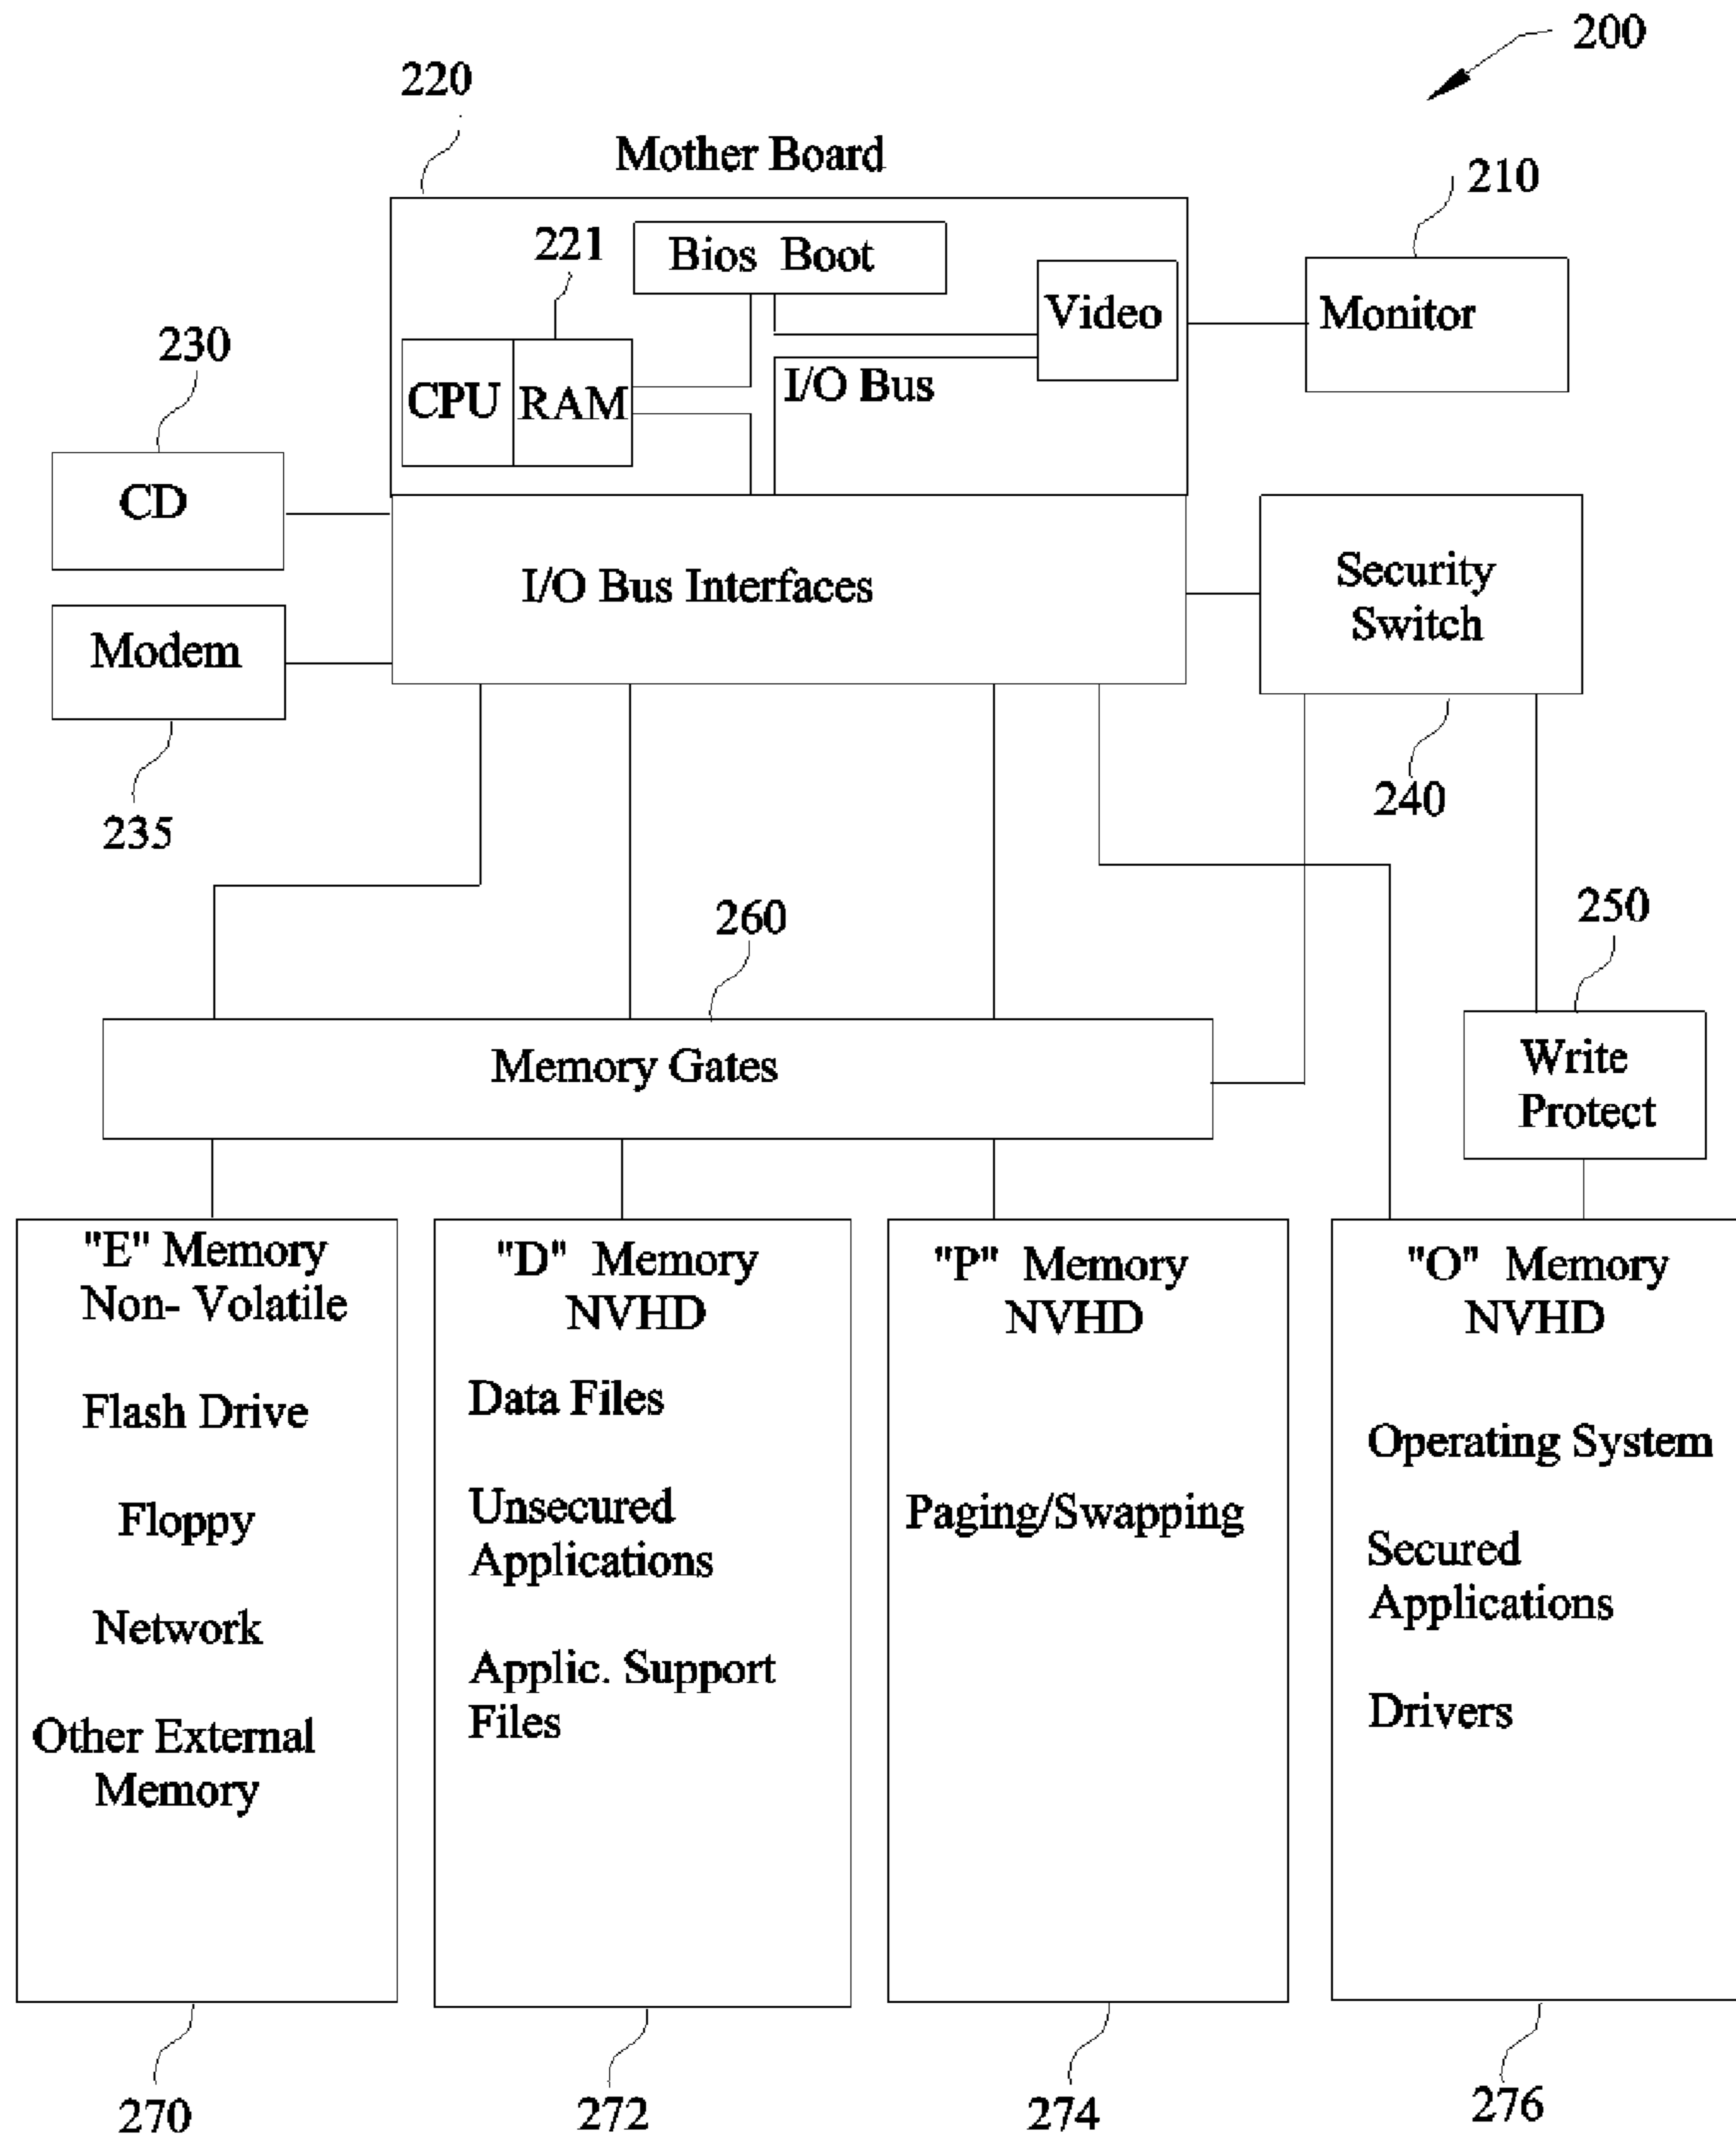 200
220
Mother Board
210
221
Bios Boot
Video
Monitor
230
CPU
RAM
I/O Bus
CD
I/O Bus Interfaces
Security
Switch
Modem
235
240
260
250
Memory Gates
Write
Protect
"E" Memory
Non- Volatile
Flash Drive
Floppy
Network
Other External
Memory
"D" Memory
NVHD
Data Files
Unsecured
Applications
Applic. Support
Files
"P" Memory
NVHD
Paging/Swapping
"O" Memory
NVHD
Operating System
Secured
Applications
Drivers
270
272
274
276